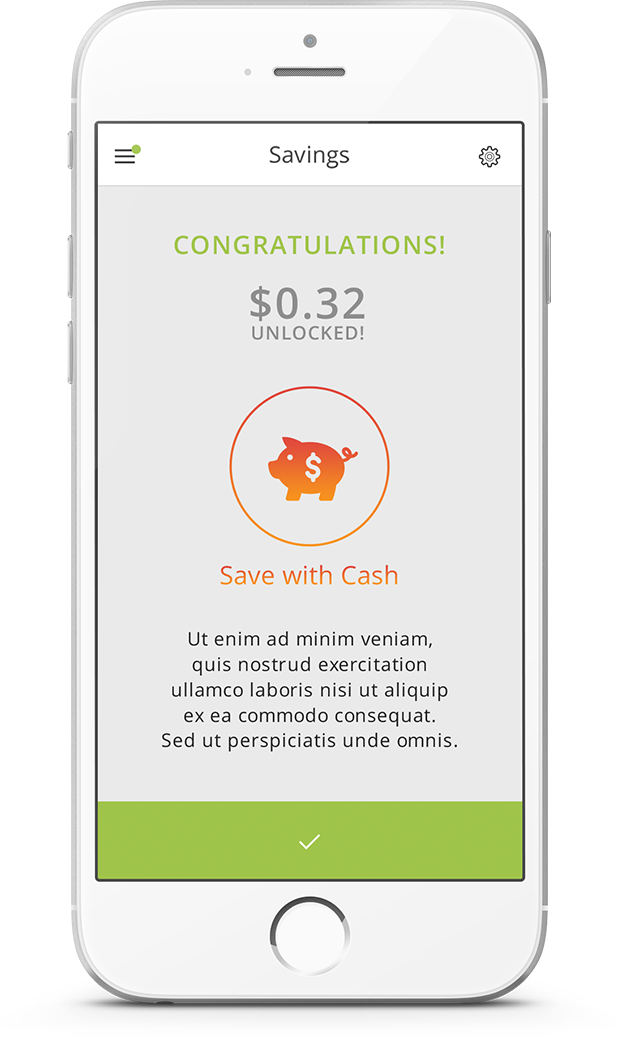 Savings
CONGRATULATIONS!
$0.32
UNLOCKED!
$
Save with Cash
Ut enim ad minim veniam,
quis nostrud exercitation
ullamco laboris nisi ut aliquip
ex ea commodo consequat.
Sed ut perspiciatis unde omnis.